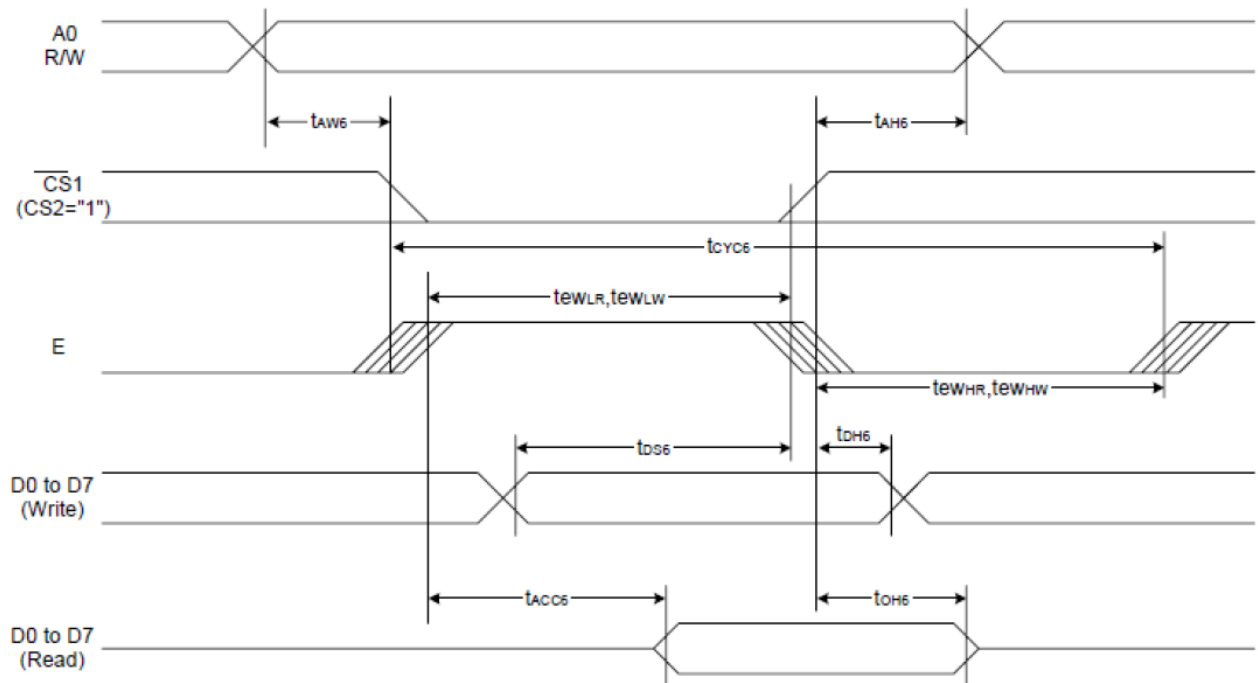 A0
R/W
tAW6
tAH6
CS1
(CS2="1")
tCYC6
tewLR,tewLW
E
tewHR,tewHW
tDS6
tDH6
D0 to D7
(Write)
tACC6
tOH6
D0 to D7
(Read)